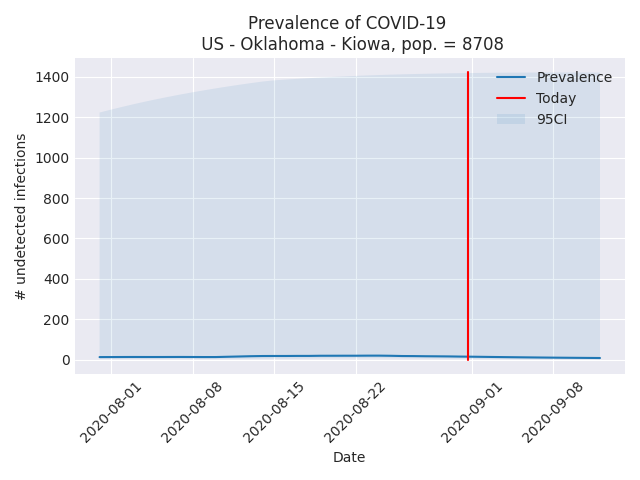 Prevalence of COVID-19
US - Oklahoma - Kiowa, pop. = 8708
Prevalence
Today
95CI
# undetected infections
1400
1200
1000
800
600
400
200
0
2020-08-01
2020-08-08
2020-08-15
2020-08-22
2020-09-01
2020-09-08
Date